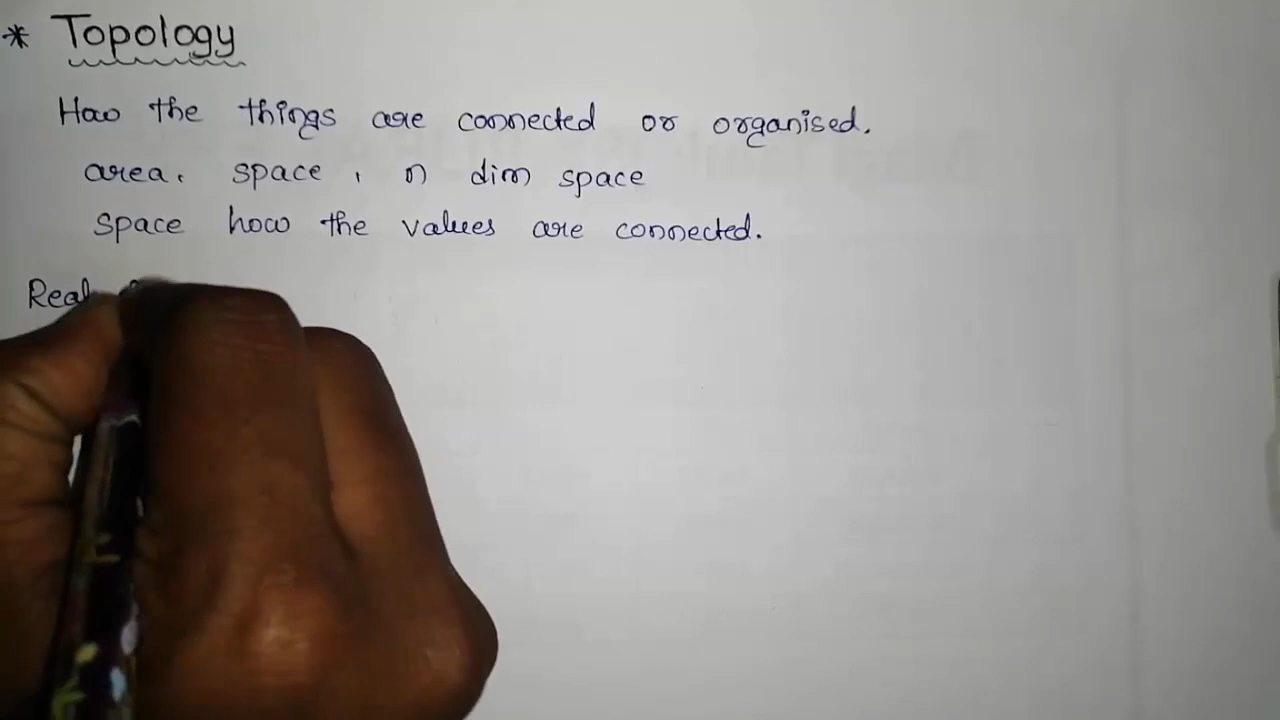 * Topology
How the things are connected or organised.
area, space, n dim space
space how the values are connected.
Real